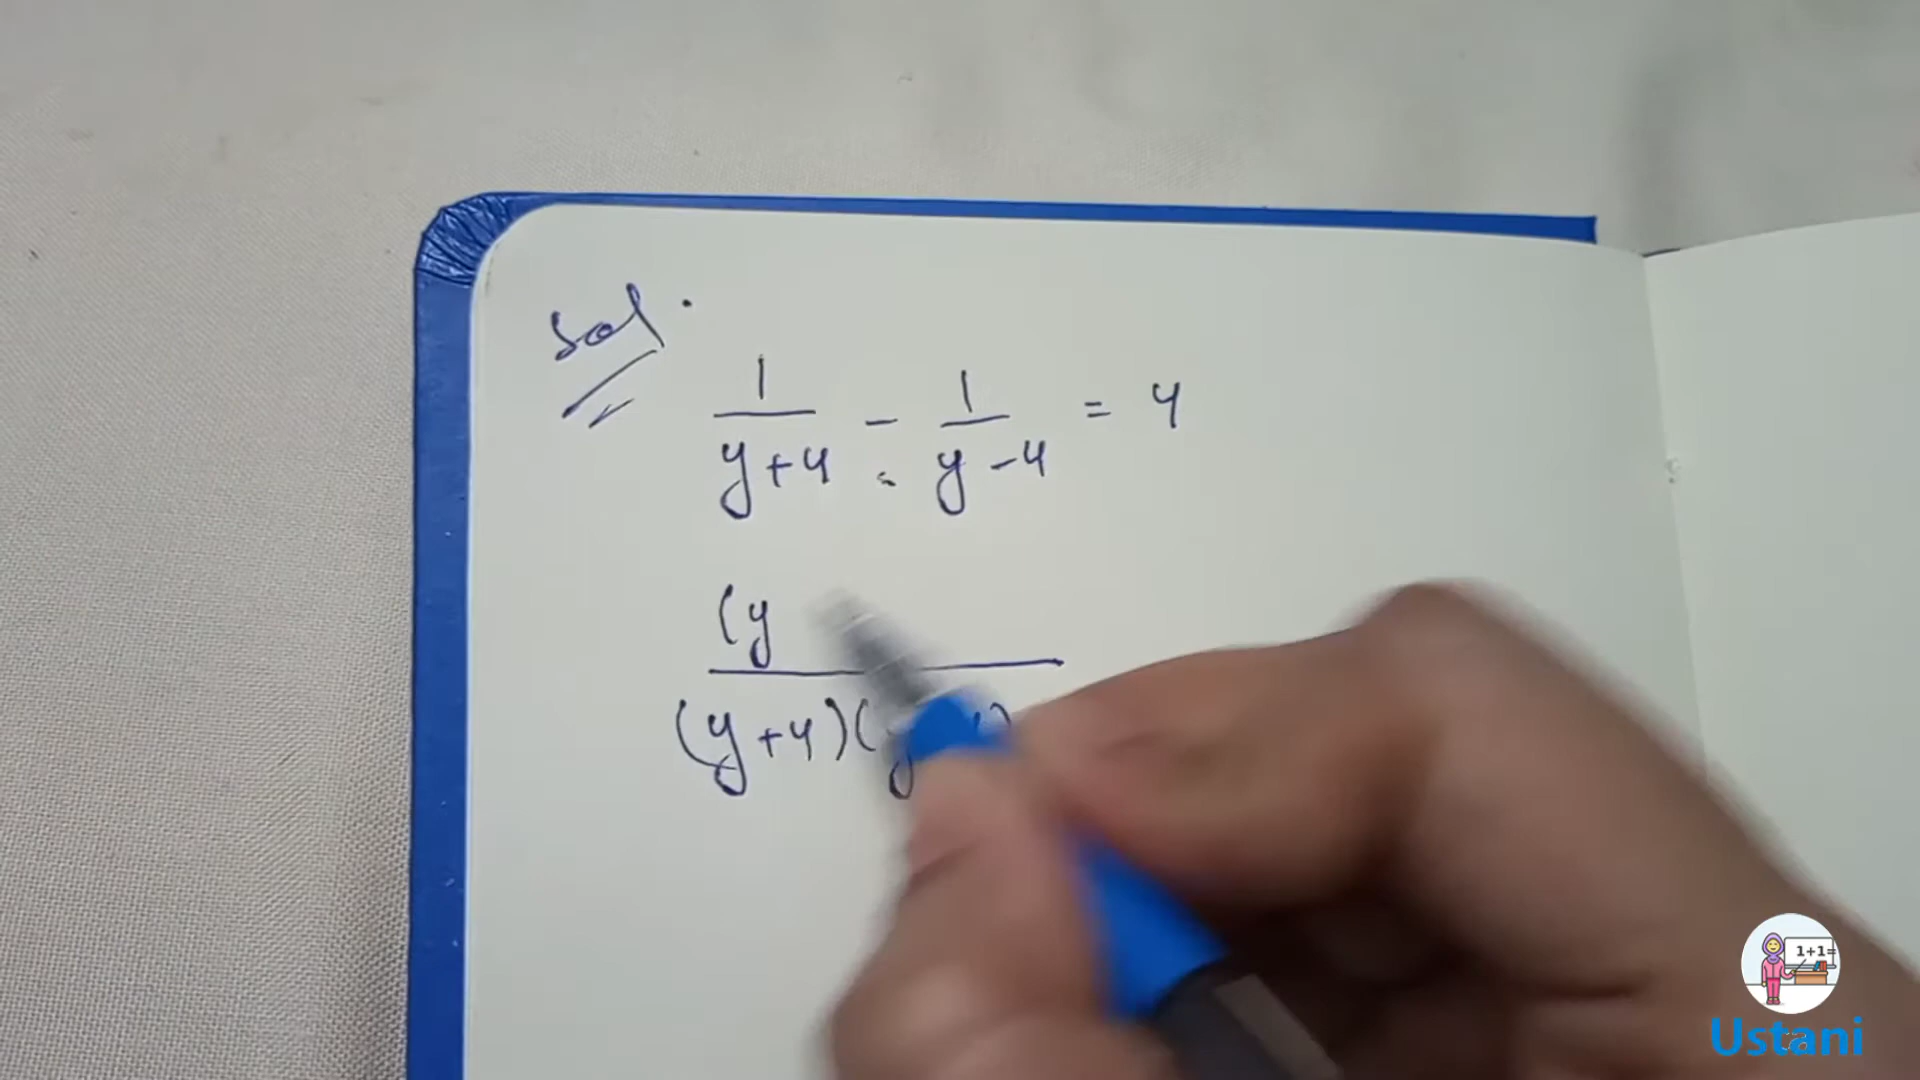 Sol.
1/(y+4) - 1/(y-4) = 4
(y
(y+4)(y
1+1=
Ustani